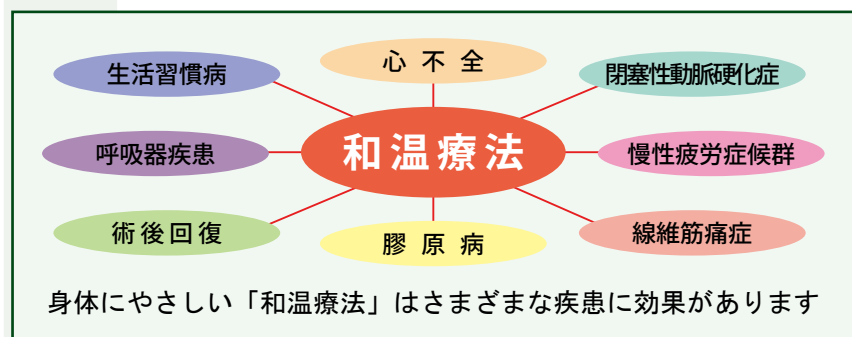 生活習慣病
心不全
閉塞性動脈硬化症
呼吸器疾患
和温療法
慢性疲労症候群
術後回復
膠原病
線維筋痛症
身体にやさしい「和温療法」はさまざまな疾患に効果があります